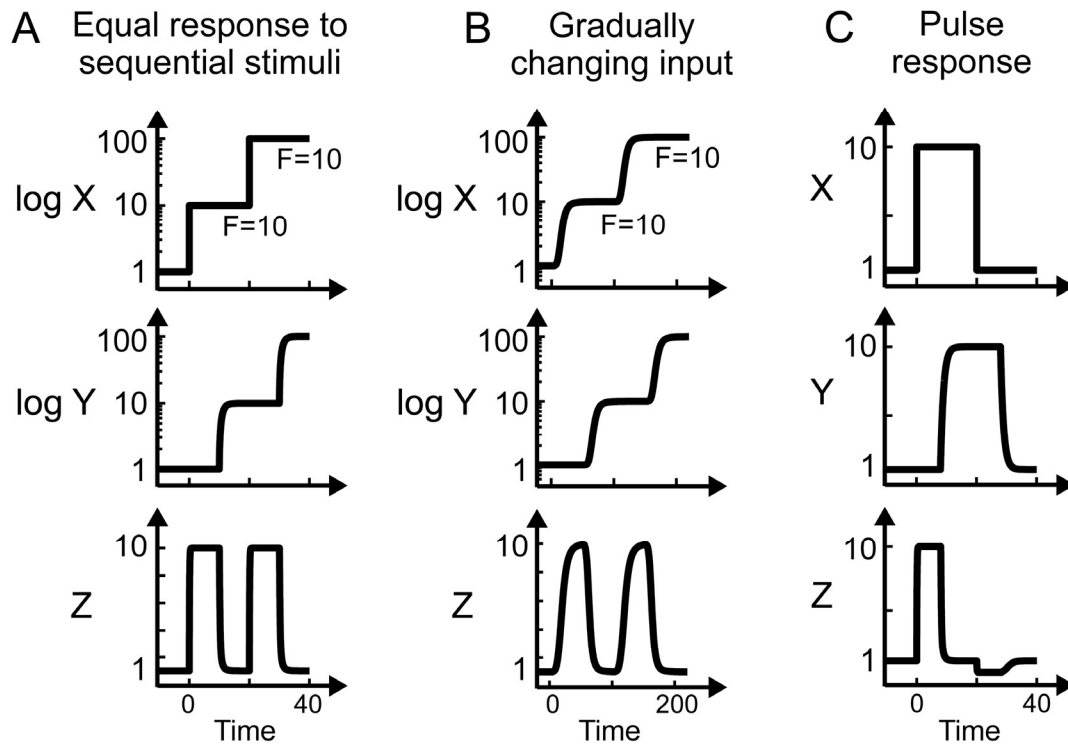 A
Equal response to
sequential stimuli
log X
100
10
1
F=10
F=10
log Y
100
10
1
Z
10
1
0
40
Time
B
Gradually
changing input
log X
100
10
1
F=10
F=10
log Y
100
10
1
Z
10
1
0
200
Time
C
Pulse
response
X
10
1
Y
10
1
Z
10
1
0
40
Time